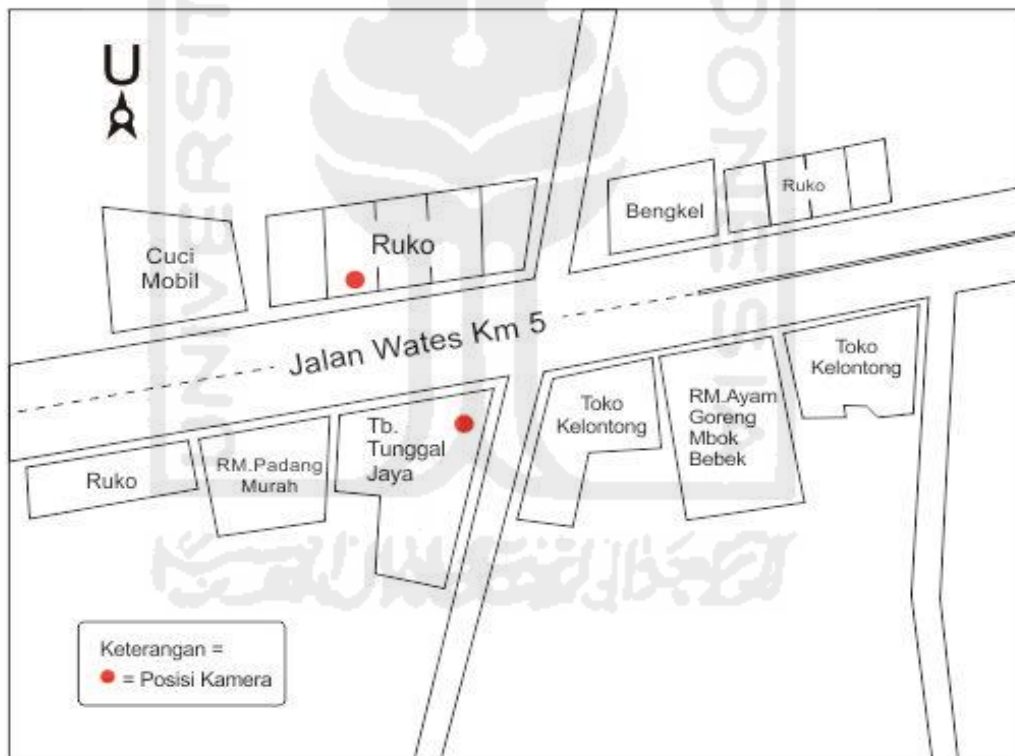 U
Bengkel
Ruko
Cuci
Mobil
Ruko
Jalan Wates Km 5
Toko
Kelontong
RM.Ayam
Goreng
Mbok
Bebek
Toko
Kelontong
Tb.
Tunggal
Jaya
RM.Padang
Murah
Ruko
Keterangan =
= Posisi Kamera